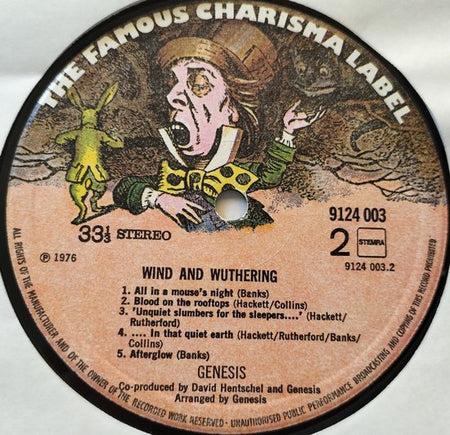 THE FAMOUS CHARISMA LABEL
33⅓ STEREO
9124 003
2
STEMRA
9124 003.2
℗ 1976
WIND AND WUTHERING
1. All in a mouse's night (Banks)
2. Blood on the rooftops (Hackett/Collins)
3. 'Unquiet slumbers for the sleepers....' (Hackett/
Rutherford)
4. .... In that quiet earth (Hackett/Rutherford/Banks/
Collins)
5. Afterglow (Banks)
GENESIS
Co-produced by David Hentschel and Genesis
Arranged by Genesis
ALL RIGHTS OF THE MANUFACTURER AND OF THE OWNER OF THE RECORDED WORK RESERVED - UNAUTHORISED PUBLIC PERFORMANCE BROADCASTING AND COPYING OF THIS RECORD PROHIBITED